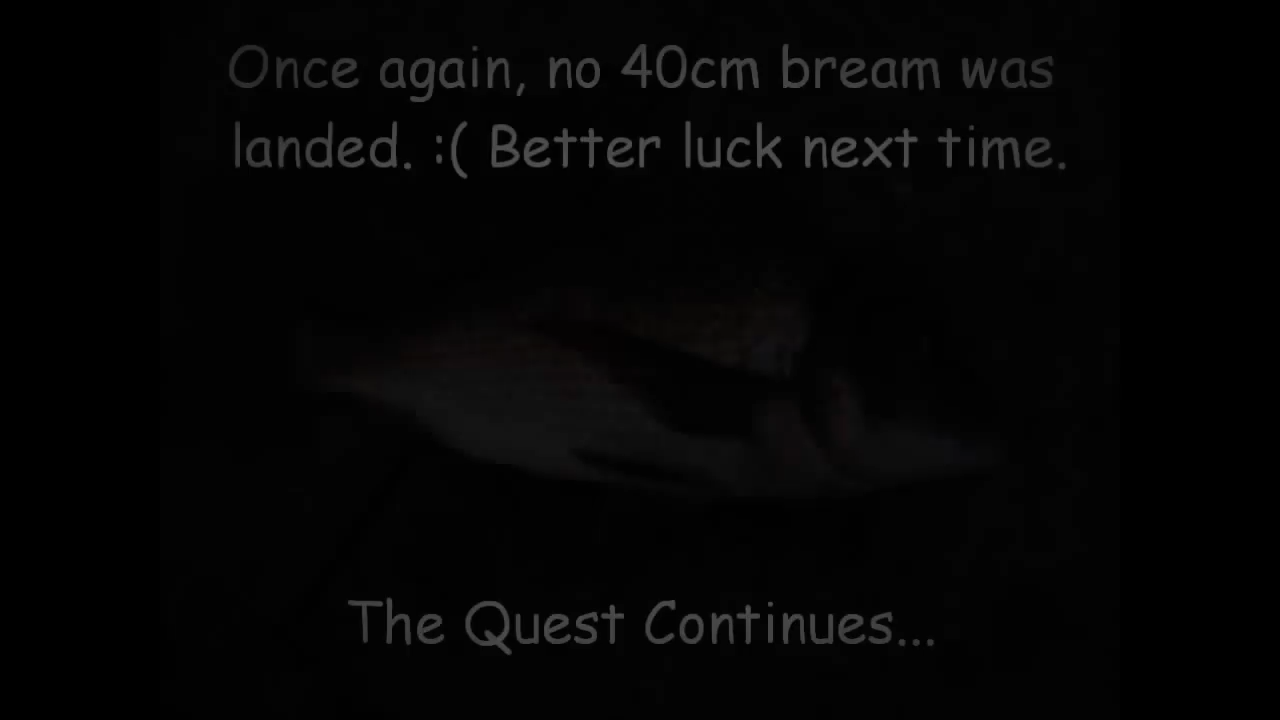 Once again, no 40cm bream was
landed. :( Better luck next time.
The Quest Continues...